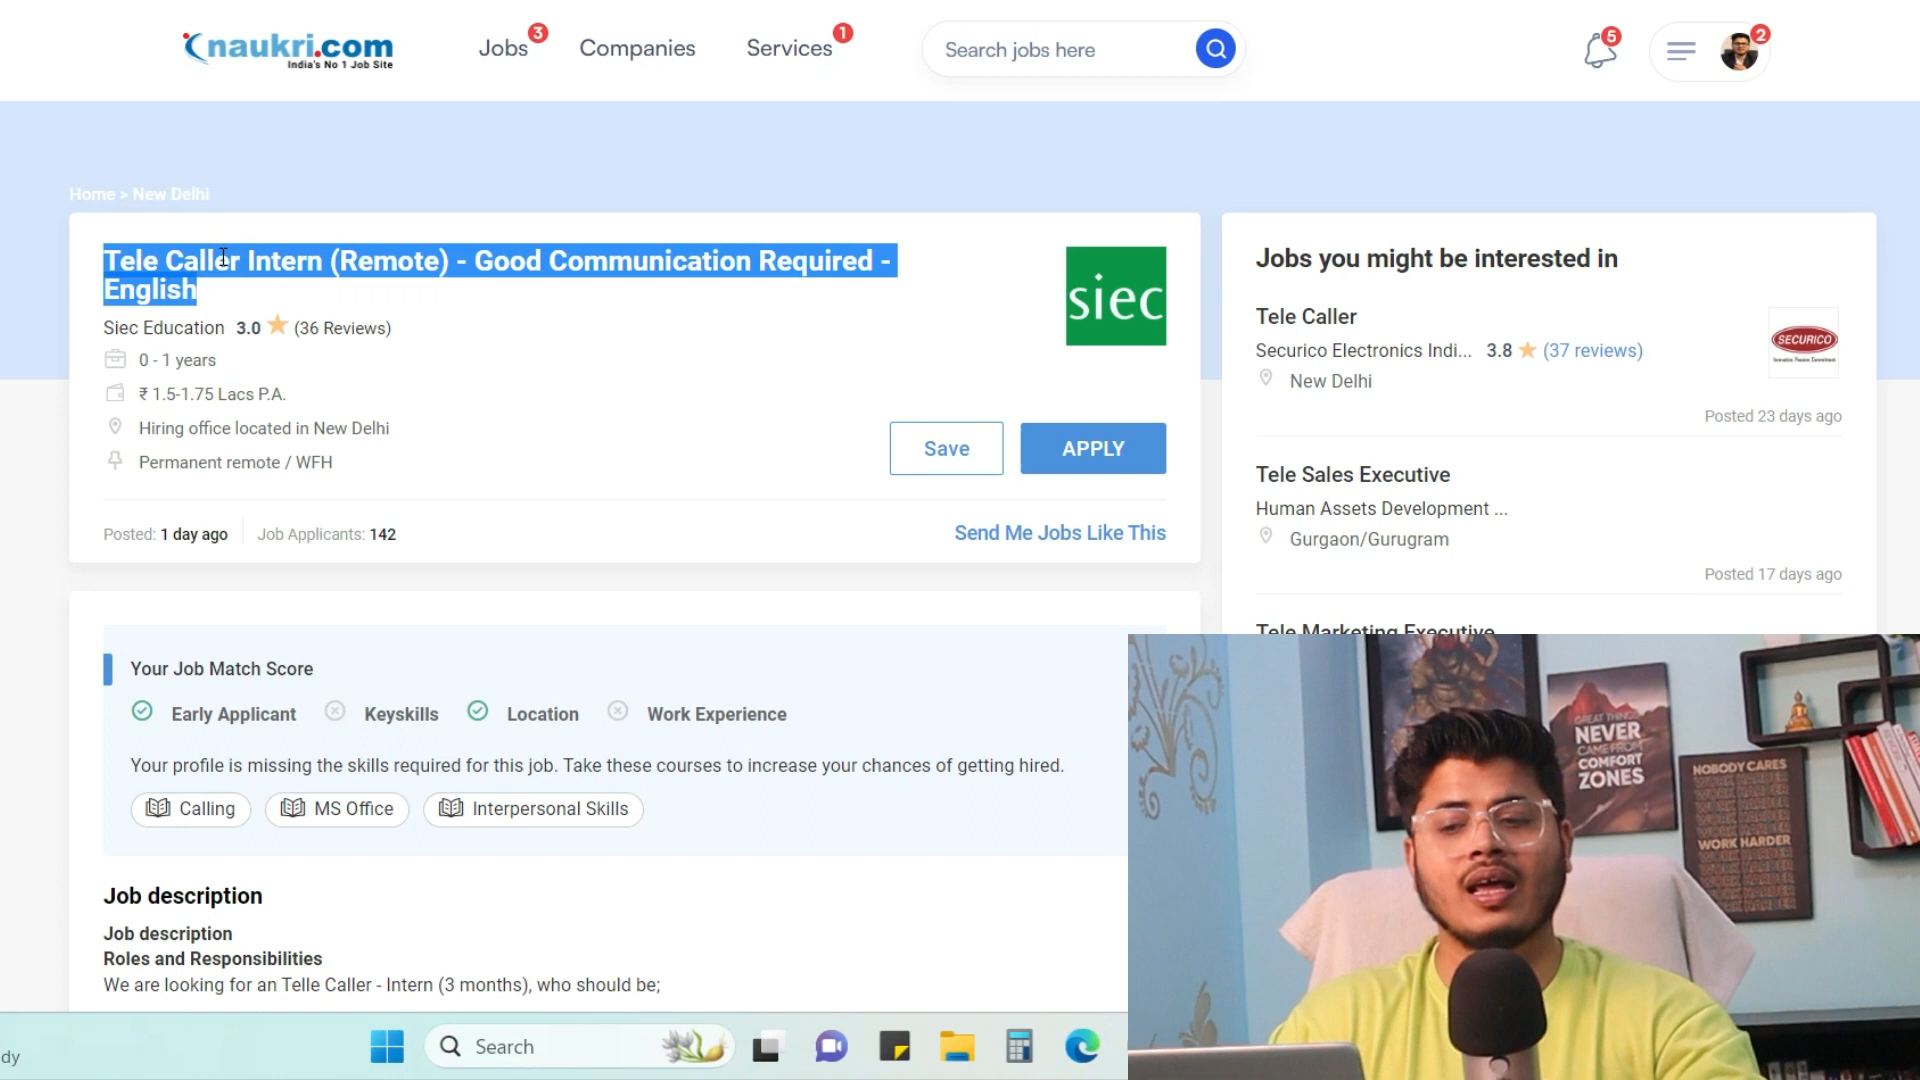 naukri.com
India's No 1 Job Site
Jobs 3
Companies
Services 1
Search jobs here
5
2
Home > New Delhi
Tele Caller Intern (Remote) - Good Communication Required -
English
Siec Education 3.0 (36 Reviews)
0 - 1 years
₹ 1.5-1.75 Lacs P.A.
Hiring office located in New Delhi
Permanent remote / WFH
siec
Save
APPLY
Posted: 1 day ago
Job Applicants: 142
Send Me Jobs Like This
Jobs you might be interested in
Tele Caller
Securico Electronics Indi... 3.8 (37 reviews)
New Delhi
SECURICO
Posted 23 days ago
Tele Sales Executive
Human Assets Development ...
Gurgaon/Gurugram
Posted 17 days ago
Tele Marketing Executive
Your Job Match Score
Early Applicant
Keyskills
Location
Work Experience
Your profile is missing the skills required for this job. Take these courses to increase your chances of getting hired.
Calling
MS Office
Interpersonal Skills
Job description
Job description
Roles and Responsibilities
We are looking for an Telle Caller - Intern (3 months), who should be;
GREAT THINGS
NEVER
CAME FROM
COMFORT
ZONES
NOBODY CARES
WORK HARDER
dy
Search